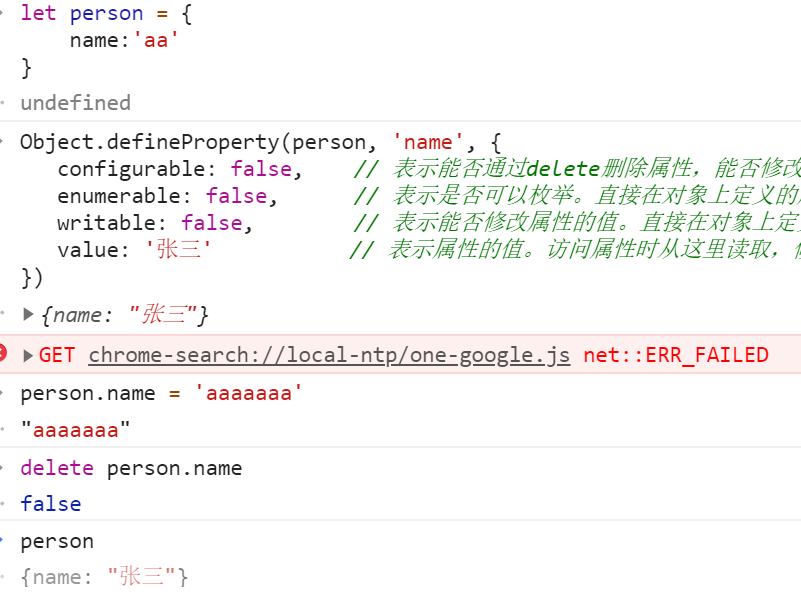 let person = {
name:'aa'
}
undefined
Object.defineProperty(person, 'name', {
configurable: false, // 表示能否通过delete删除属性，能否修改
enumerable: false, // 表示是否可以枚举。直接在对象上定义的
writable: false, // 表示能否修改属性的值。直接在对象上定
value: '张三' // 表示属性的值。访问属性时从这里读取，
})
{name: "张三"}
GET chrome-search://local-ntp/one-google.js net::ERR_FAILED
person.name = 'aaaaaaa'
"aaaaaaa"
delete person.name
false
person
{name: "张三"}